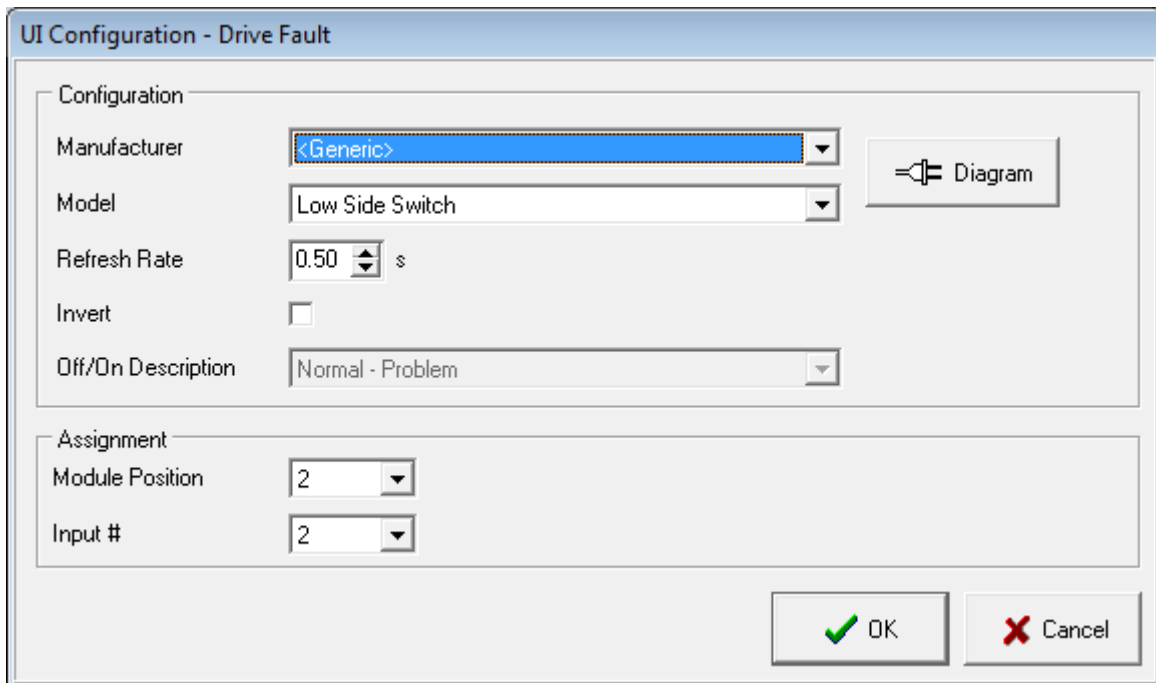 UI Configuration - Drive Fault
Configuration
Manufacturer <Generic>
Diagram
Model Low Side Switch
Refresh Rate 0.50 s
Invert
Off/On Description Normal - Problem
Assignment
Module Position 2
Input # 2
OK Cancel